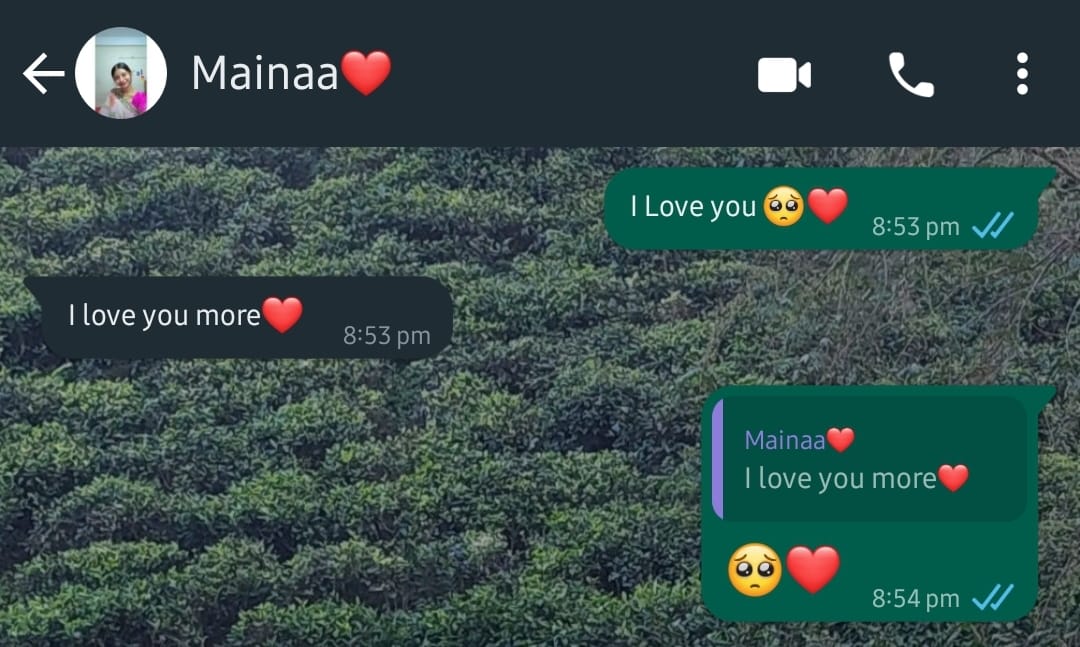 Mainaa❤️
I Love you 🥺❤️
8:53 pm
I love you more❤️
8:53 pm
Mainaa❤️
I love you more❤️
🥺❤️
8:54 pm